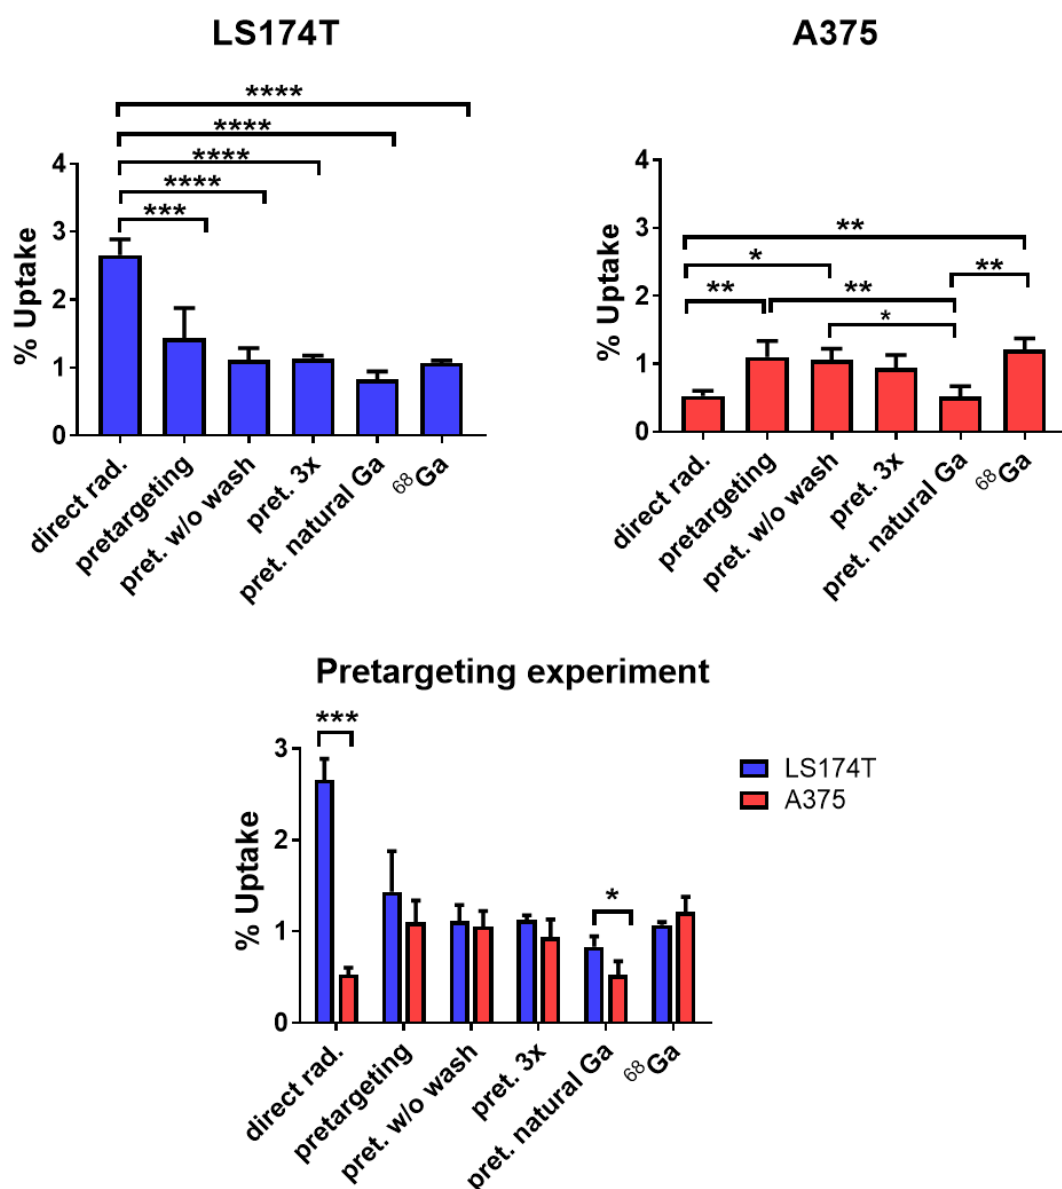 LS174T
****
****
****
****
***
% Uptake
4
3
2
1
0
direct rad.
pretargeting
pret. w/o wash
pret. 3x
pret. natural Ga
⁶⁸Ga
A375
**
*
**
**
**
*
% Uptake
4
3
2
1
0
direct rad.
pretargeting
pret. w/o wash
pret. 3x
pret. natural Ga
⁶⁸Ga
Pretargeting experiment
***
*
% Uptake
3
2
1
0
direct rad.
pretargeting
pret. w/o wash
pret. 3x
pret. natural Ga
⁶⁸Ga
LS174T
A375